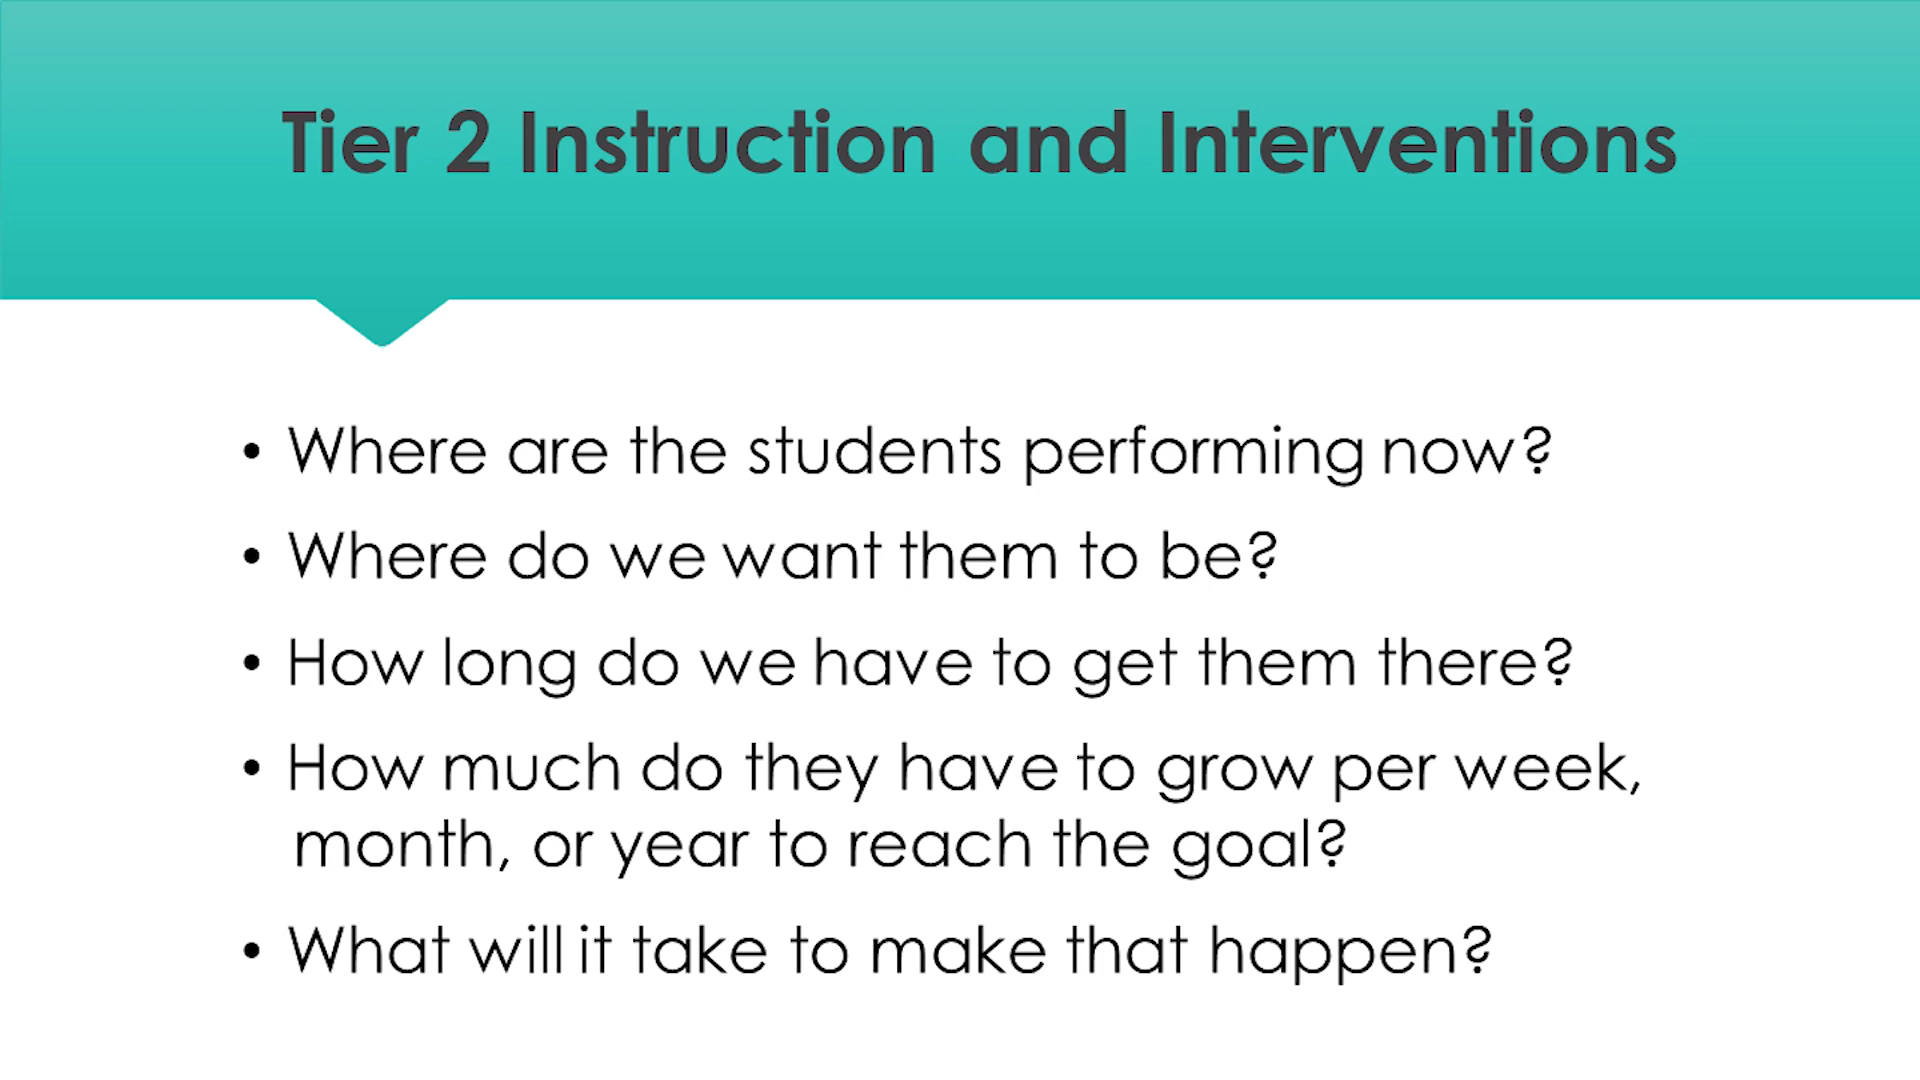 Tier 2 Instruction and Interventions
• Where are the students performing now?
• Where do we want them to be?
• How long do we have to get them there?
• How much do they have to grow per week,
month, or year to reach the goal?
• What will it take to make that happen?